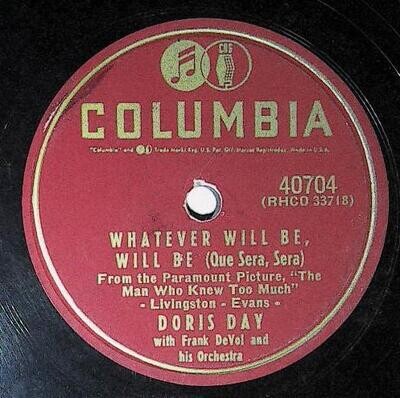 CBS
COLUMBIA
"Columbia" and Trade Marks Reg. U.S. Pat. Off. Marcas Registradas. Made in U.S.A.
40704
(RHCO 33718)
WHATEVER WILL BE,
WILL BE (Que Sera, Sera)
From the Paramount Picture, "The
Man Who Knew Too Much"
- Livingston - Evans -
DORIS DAY
with Frank DeVol and
his Orchestra